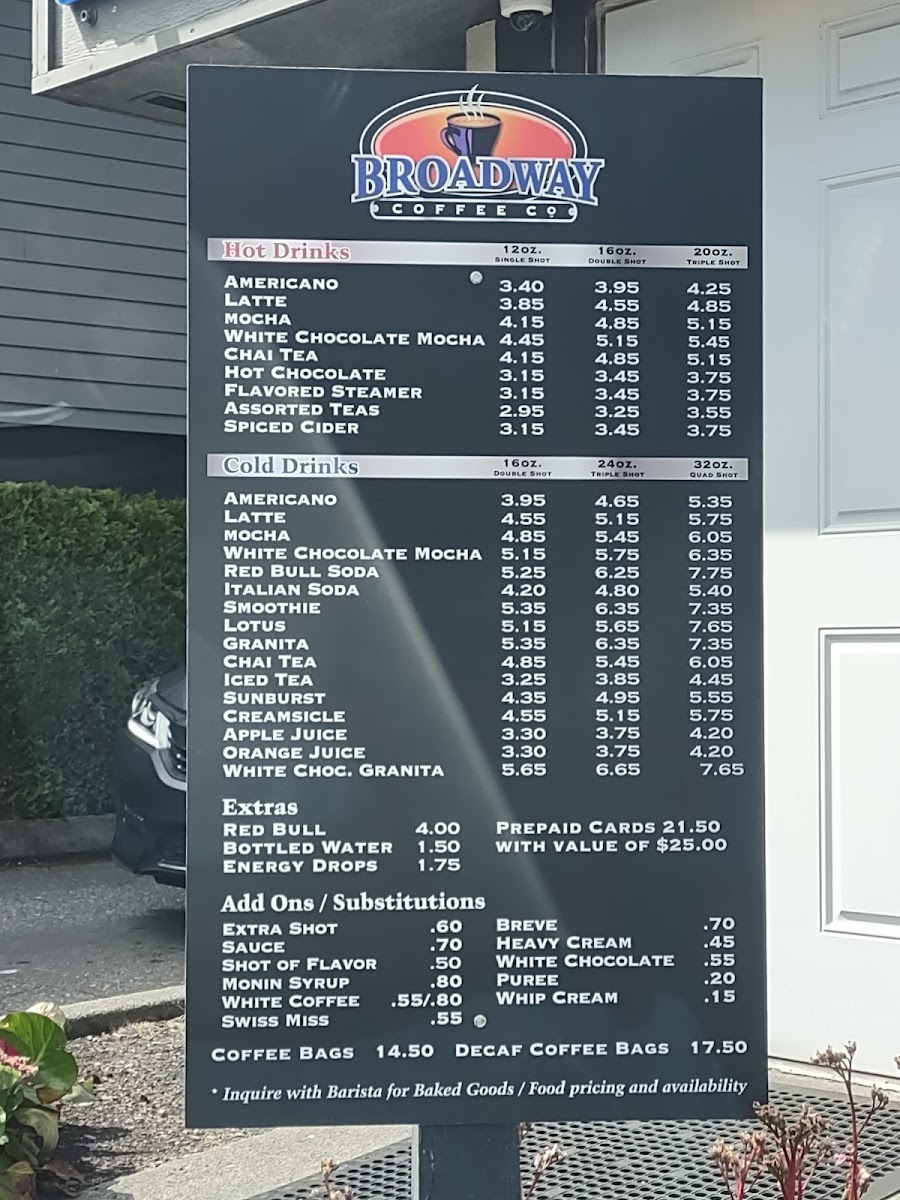 BROADWAY
COFFEE CO
Hot Drinks 12oz. 16oz. 20oz.
Single Shot Double Shot Triple Shot
Americano 3.40 3.95 4.25
Latte 3.85 4.55 4.85
Mocha 4.15 4.85 5.15
White Chocolate Mocha 4.45 5.15 5.45
Chai Tea 4.15 4.85 5.15
Hot Chocolate 3.15 3.45 3.75
Flavored Steamer 3.15 3.45 3.75
Assorted Teas 2.95 3.25 3.55
Spiced Cider 3.15 3.45 3.75
Cold Drinks 16oz. 24oz. 32oz.
Double Shot Triple Shot Quad Shot
Americano 3.95 4.65 5.35
Latte 4.55 5.15 5.75
Mocha 4.85 5.45 6.05
White Chocolate Mocha 5.15 5.75 6.35
Red Bull Soda 5.25 6.25 7.75
Italian Soda 4.20 4.80 5.40
Smoothie 5.35 6.35 7.35
Lotus 5.15 5.65 7.65
Granita 5.35 6.35 7.35
Chai Tea 4.85 5.45 6.05
Iced Tea 3.25 3.85 4.45
Sunburst 4.35 4.95 5.55
Creamsicle 4.55 5.15 5.75
Apple Juice 3.30 3.75 4.20
Orange Juice 3.30 3.75 4.20
White Choc. Granita 5.65 6.65 7.65
Extras
Red Bull 4.00 Prepaid Cards 21.50
Bottled Water 1.50 with value of $25.00
Energy Drops 1.75
Add Ons / Substitutions
Extra Shot .60 Breve .70
Sauce .70 Heavy Cream .45
Shot of Flavor .50 White Chocolate .55
Monin Syrup .80 Puree .20
White Coffee .55/.80 Whip Cream .15
Swiss Miss .55
Coffee Bags 14.50 Decaf Coffee Bags 17.50
* Inquire with Barista for Baked Goods / Food pricing and availability